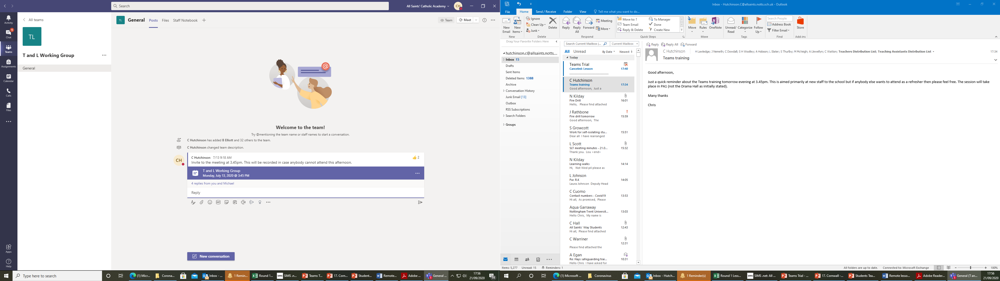 Search
All Saints' Catholic Academy
CH
Activity
Chat
1
Teams
Assignments
Calendar
Calls
Files
Apps
Help
All teams
TL
T and L Working Group
General
TL
General
Posts
Files
Staff Notebook
Team
Meet
Welcome to the team!
Try @mentioning the team name or staff names to start a conversation.
C Hutchinson has added B Elliott and 32 others to the team.
C Hutchinson changed team description.
CH
C Hutchinson 7/13 9:18 AM
2
Invite to the meeting at 3.45pm. This will be recorded in case anybody cannot attend this afternoon.
T and L Working Group
Monday, July 13, 2020 @ 3:45 PM
4 replies from you and Michael
Reply
New conversation
Type here to search
(1) Micr...
Corona...
Inbox - ...
1 Remin...
Round 1...
SIMS .n...
Teams T...
17. Corn...
Student...
Remote...
Adobe ...
General ...
17:56
21/09/2020
38
Inbox - Hutchinson.C@allsaints.notts.sch.uk - Outlook
File
Home
Send / Receive
Folder
View
Tell me what you want to do...
New Email
New Items
New
Ignore
Clean Up
Junk
Delete
Delete
Reply
Reply All
Forward
Meeting
More
Respond
Move to: ?
Team Email
Reply & Delete
To Manager
Done
Create New
Quick Steps
Move
Rules
OneNote
Move
Unread/ Read
Categorize
Follow Up
Tags
Search People
Address Book
Filter Email
Find
Store
Add-ins
Drag Your Favorite Folders Here
hutchinson.c@allsaints.notts....
Inbox 15
Drafts
Sent Items
Deleted Items 1388
Archive
Conversation History
Junk Email [13]
Outbox
RSS Subscriptions
Search Folders
Groups
Search Current Mailbox (...
Current Mailbox
All Unread
By Date
Newest
Today
Teams Trial
Canceled: Lesson 17:40
C Hutchinson
Teams training 17:34
Good afternoon, Just a
N Kilday
Fire Drill 16:01
Hello, Please find attached
J Rathbone
Fire drill tomorrow 15:59
Good afternoon, The
S Growcott
Work for self-isolating stu... 15:51
Dear all I have rearranged
L Scott
SLT meeting minutes - 21.0... 15:32
Thank you. Lou <end>
N Kilday
Learning walks 14:14
Hi, Not Wed p4 please as
L Johnson
Fw: R.K 14:05
Laura Johnson Deputy Head
C Cuomo
Contact numbers - Covid19 13:53
Hi all, As promised, Please
Aqua Garraway
Nottingham Trent Universit... 13:03
Hello Chris, My name is
C Hall
All Saints' Way Students 12:43
Hi all, Please find attached
C Warriner
12:31
Please find attached the
A Egan
Re: Hays safeguarding trai... 10:31
Hello Chris I have asked for
Reply
Reply All
Forward
C Hutchinson
H Lawledge; J Nemeth; C Dowdall; S H Woolley; A Hobson; L Slater; S Thurlby; M McVeigh; A Llewellyn; C Watton; Teachers Distribution List; Teaching Assistants Distribution List
17:34
Teams training
Good afternoon,
Just a quick reminder about the Teams training tomorrow evening at 3.45pm. This is aimed primarily at new staff to the school but if anybody else wants to attend as a refresher then please feel free. The session will take
place in PA1 (not the Drama Hall as initially stated).
Many thanks
Chris
Items: 5,277
Unread: 15
Reminders: 1
All folders are up to date.
Connected to: Microsoft Exchange
100%
(1) Microsoft ...
Coronavirus
Inbox - Hutch...
1 Reminder(s)
Round 1 Less...
SIMS .net: All ...
Teams Trial - ...
17. Cornwall -...
Students Tea...
Remote lesso...
Adobe Reader...
General (T an...
17:56
21/09/2020